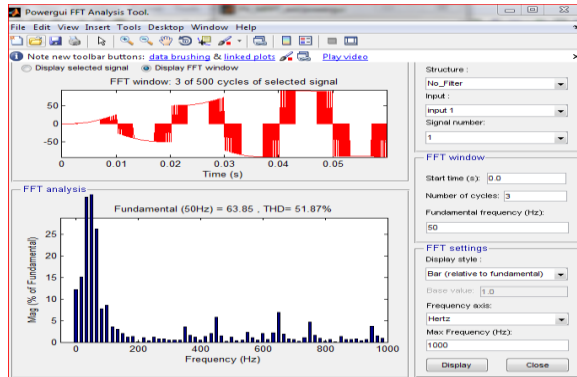 Powergui FFT Analysis Tool.
File Edit View Insert Tools Desktop Window Help
Note new toolbar buttons: data brushing & linked plots Play video
Display selected signal Display FFT window
FFT window: 3 of 500 cycles of selected signal
50
0
-50
0 0.01 0.02 0.03 0.04 0.05
Time (s)
FFT analysis
Fundamental (50Hz) = 63.85 , THD= 51.87%
Mag (% of Fundamental)
25
20
15
10
5
0
0 200 400 600 800 1000
Frequency (Hz)
Structure :
No_Filter
Input :
input 1
Signal number:
1
FFT window
Start time (s): 0.0
Number of cycles: 3
Fundamental frequency (Hz):
50
FFT settings
Display style :
Bar (relative to fundamental)
Base value: 1.0
Frequency axis:
Hertz
Max Frequency (Hz):
1000
Display Close